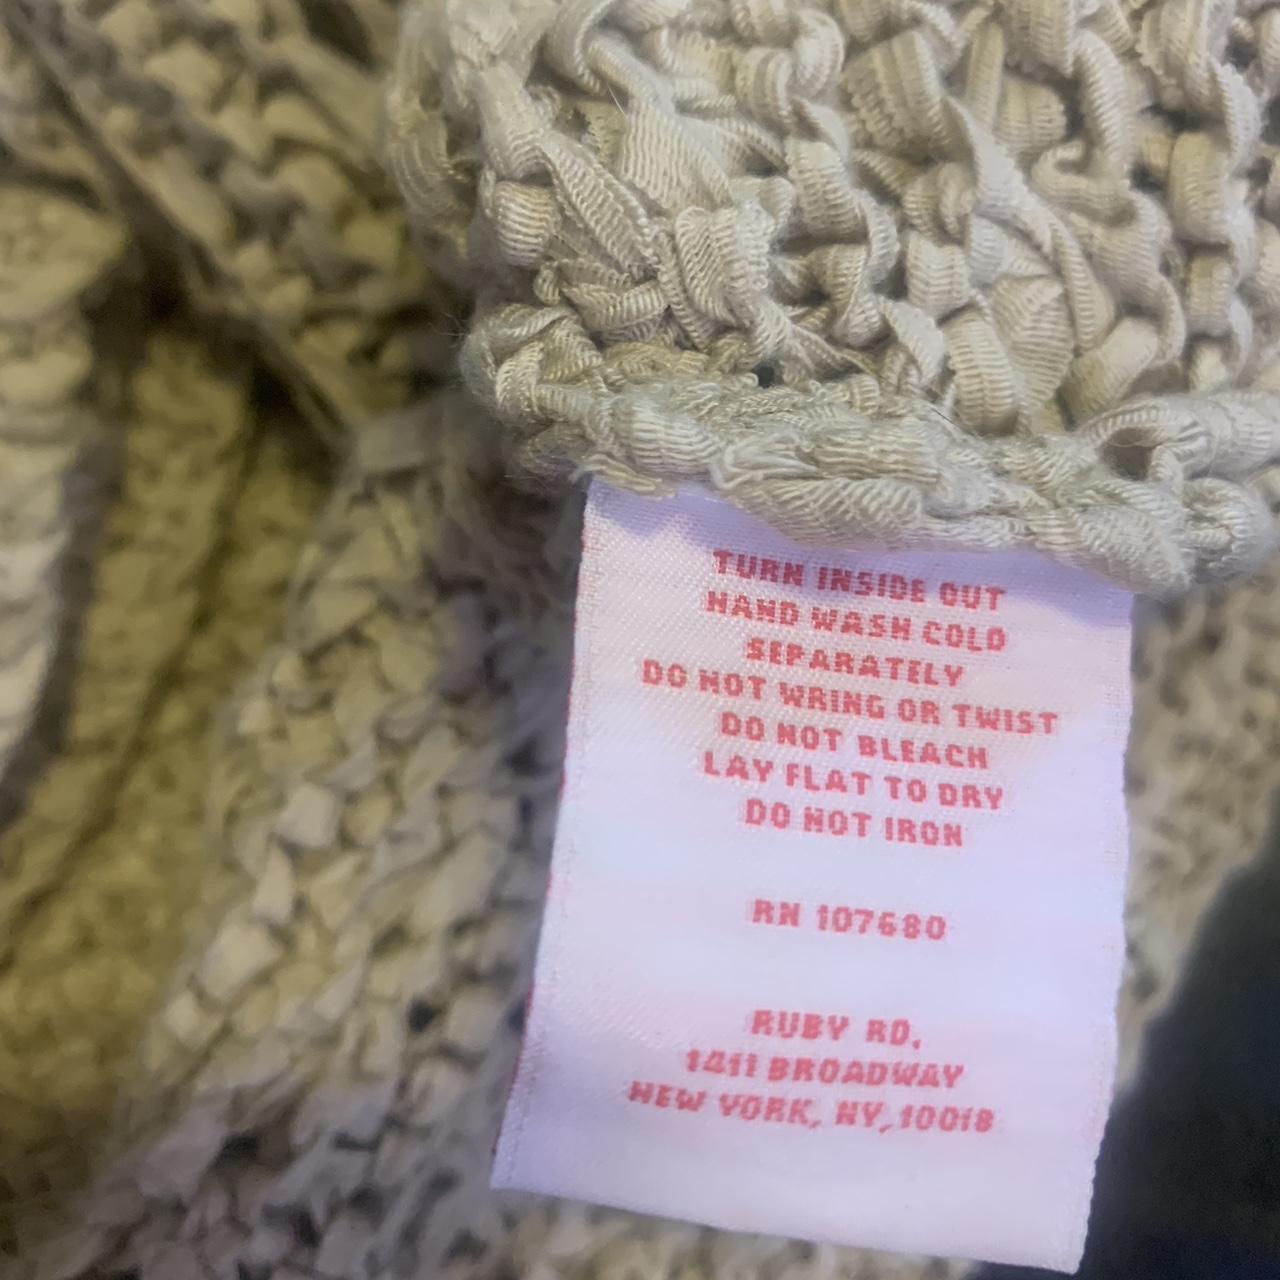 TURN INSIDE OUT
HAND WASH COLD
SEPARATELY
DO NOT WRING OR TWIST
DO NOT BLEACH
LAY FLAT TO DRY
DO NOT IRON
RN 107680
RUBY RD.
1411 BROADWAY
NEW YORK, NY, 10018